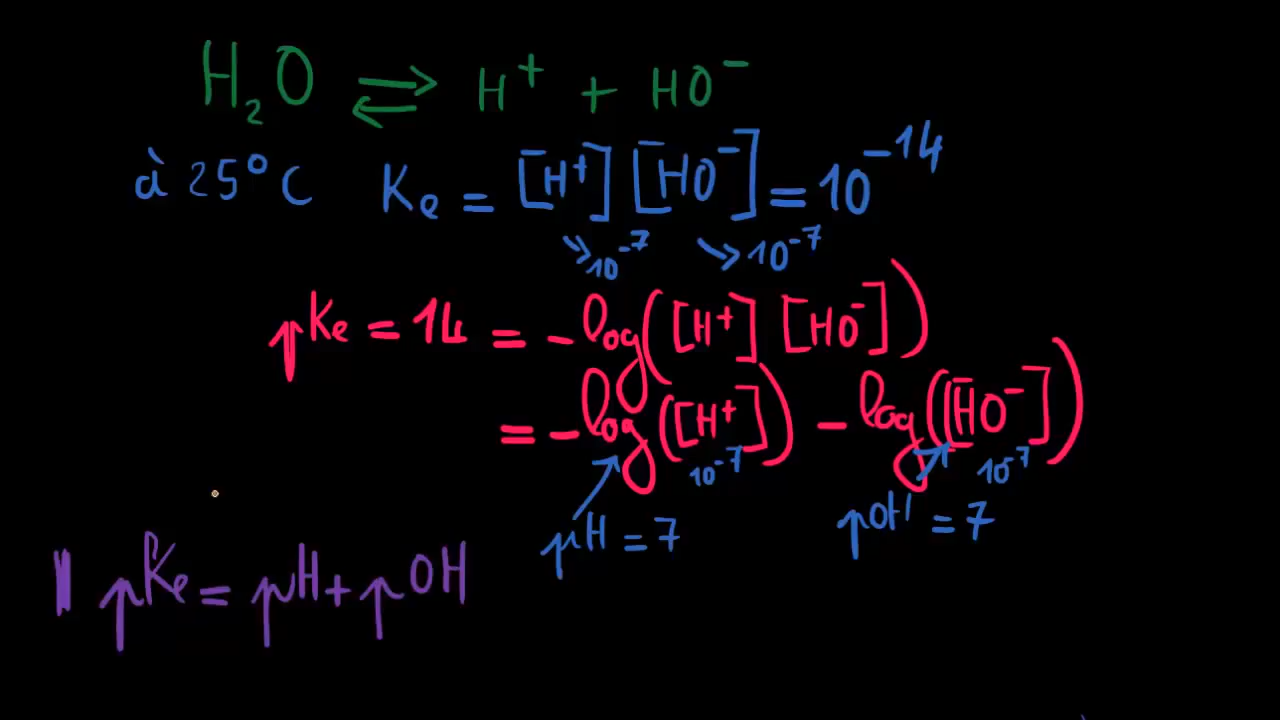 H₂O ⇌ H⁺ + HO⁻
à 25°C Ke = [H⁺] [HO⁻] = 10⁻¹⁴
↘ 10⁻⁷ ↘ 10⁻⁷
pKe = 14 = - log([H⁺] [HO⁻])
= - log([H⁺]) - log([HO⁻])
10⁻⁷ 10⁻⁷
pH = 7 pOH = 7
pKe = pH + pOH